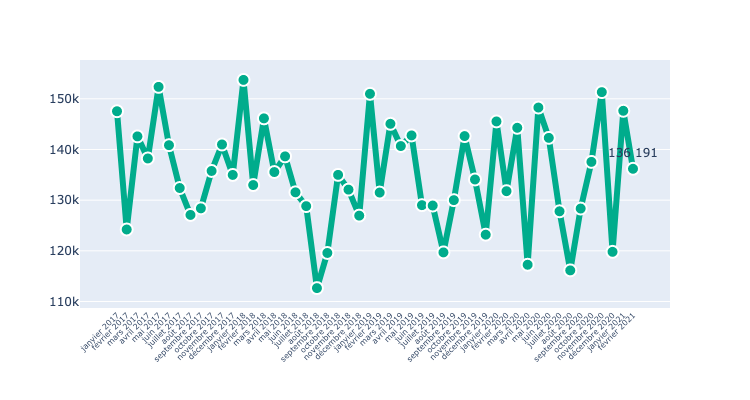 150k
140k
130k
120k
110k
136,191
janvier 2017
février 2017
mars 2017
avril 2017
mai 2017
juin 2017
juillet 2017
août 2017
septembre 2017
octobre 2017
novembre 2017
décembre 2017
janvier 2018
février 2018
mars 2018
avril 2018
mai 2018
juin 2018
juillet 2018
août 2018
septembre 2018
octobre 2018
novembre 2018
décembre 2018
janvier 2019
février 2019
mars 2019
avril 2019
mai 2019
juin 2019
juillet 2019
août 2019
septembre 2019
octobre 2019
novembre 2019
décembre 2019
janvier 2020
février 2020
mars 2020
avril 2020
mai 2020
juin 2020
juillet 2020
août 2020
septembre 2020
octobre 2020
novembre 2020
décembre 2020
janvier 2021
février 2021